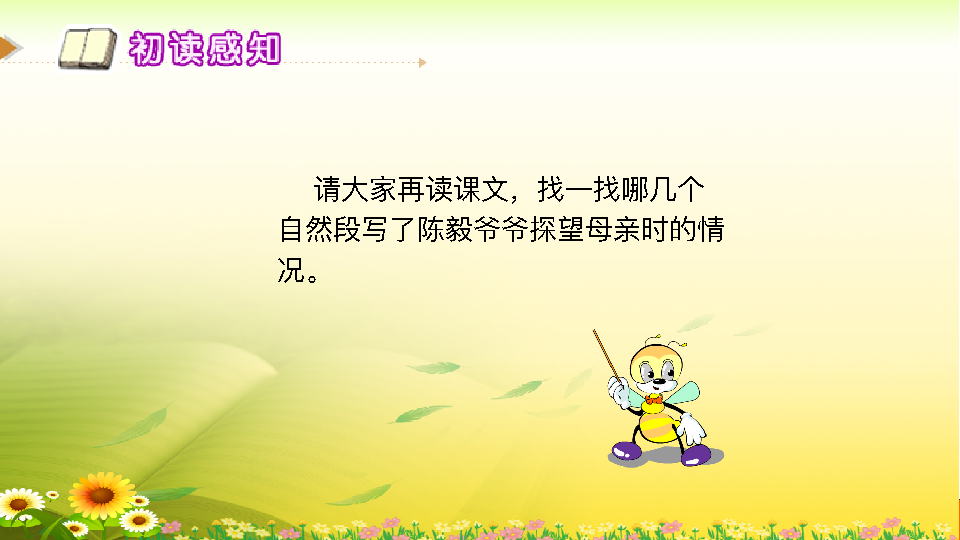 初读感知
请大家再读课文，找一找哪几个
自然段写了陈毅爷爷探望母亲时的情
况。